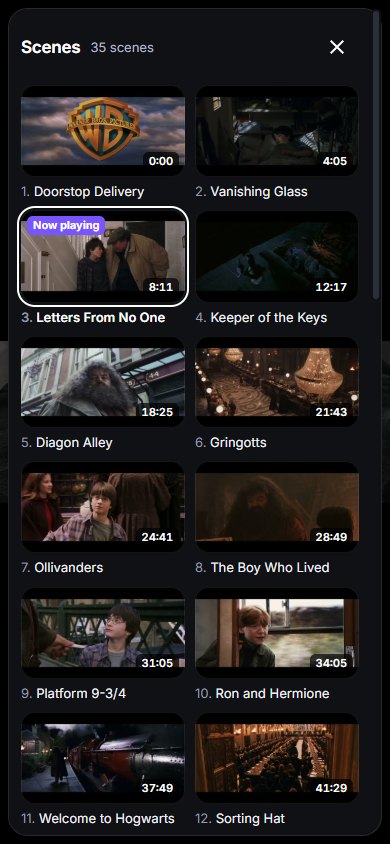 Scenes 35 scenes
WB
0:00
4:05
1. Doorstop Delivery
2. Vanishing Glass
Now playing
8:11
12:17
3. Letters From No One
4. Keeper of the Keys
18:25
21:43
5. Diagon Alley
6. Gringotts
24:41
28:49
7. Ollivanders
8. The Boy Who Lived
31:05
34:05
9. Platform 9-3/4
10. Ron and Hermione
37:49
41:29
11. Welcome to Hogwarts
12. Sorting Hat